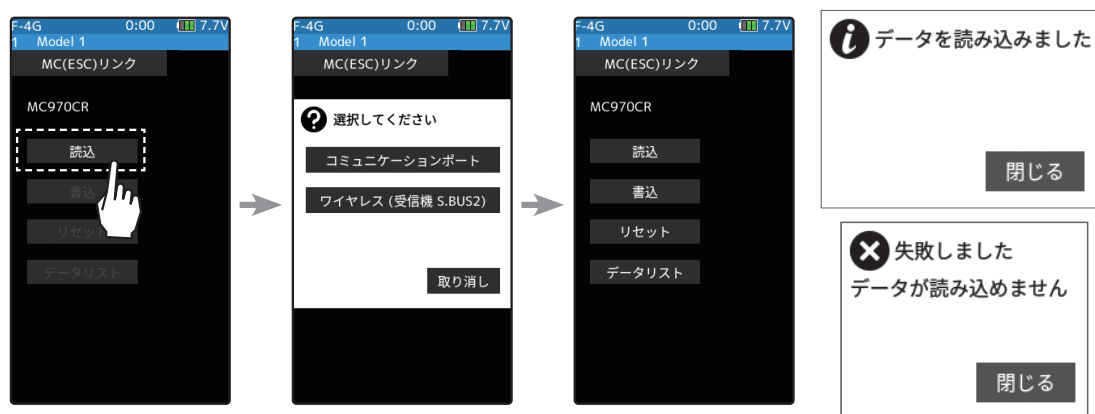 F-4G 0:00 7.7V
1 Model 1
MC(ESC)リンク
MC970CR
読込
書込
リセット
データリスト
F-4G 0:00 7.7V
1 Model 1
MC(ESC)リンク
選択してください
コミュニケーションポート
ワイヤレス (受信機 S.BUS2)
取り消し
F-4G 0:00 7.7V
1 Model 1
MC(ESC)リンク
MC970CR
読込
書込
リセット
データリスト
データを読み込みました
閉じる
失敗しました
データが読み込めません
閉じる